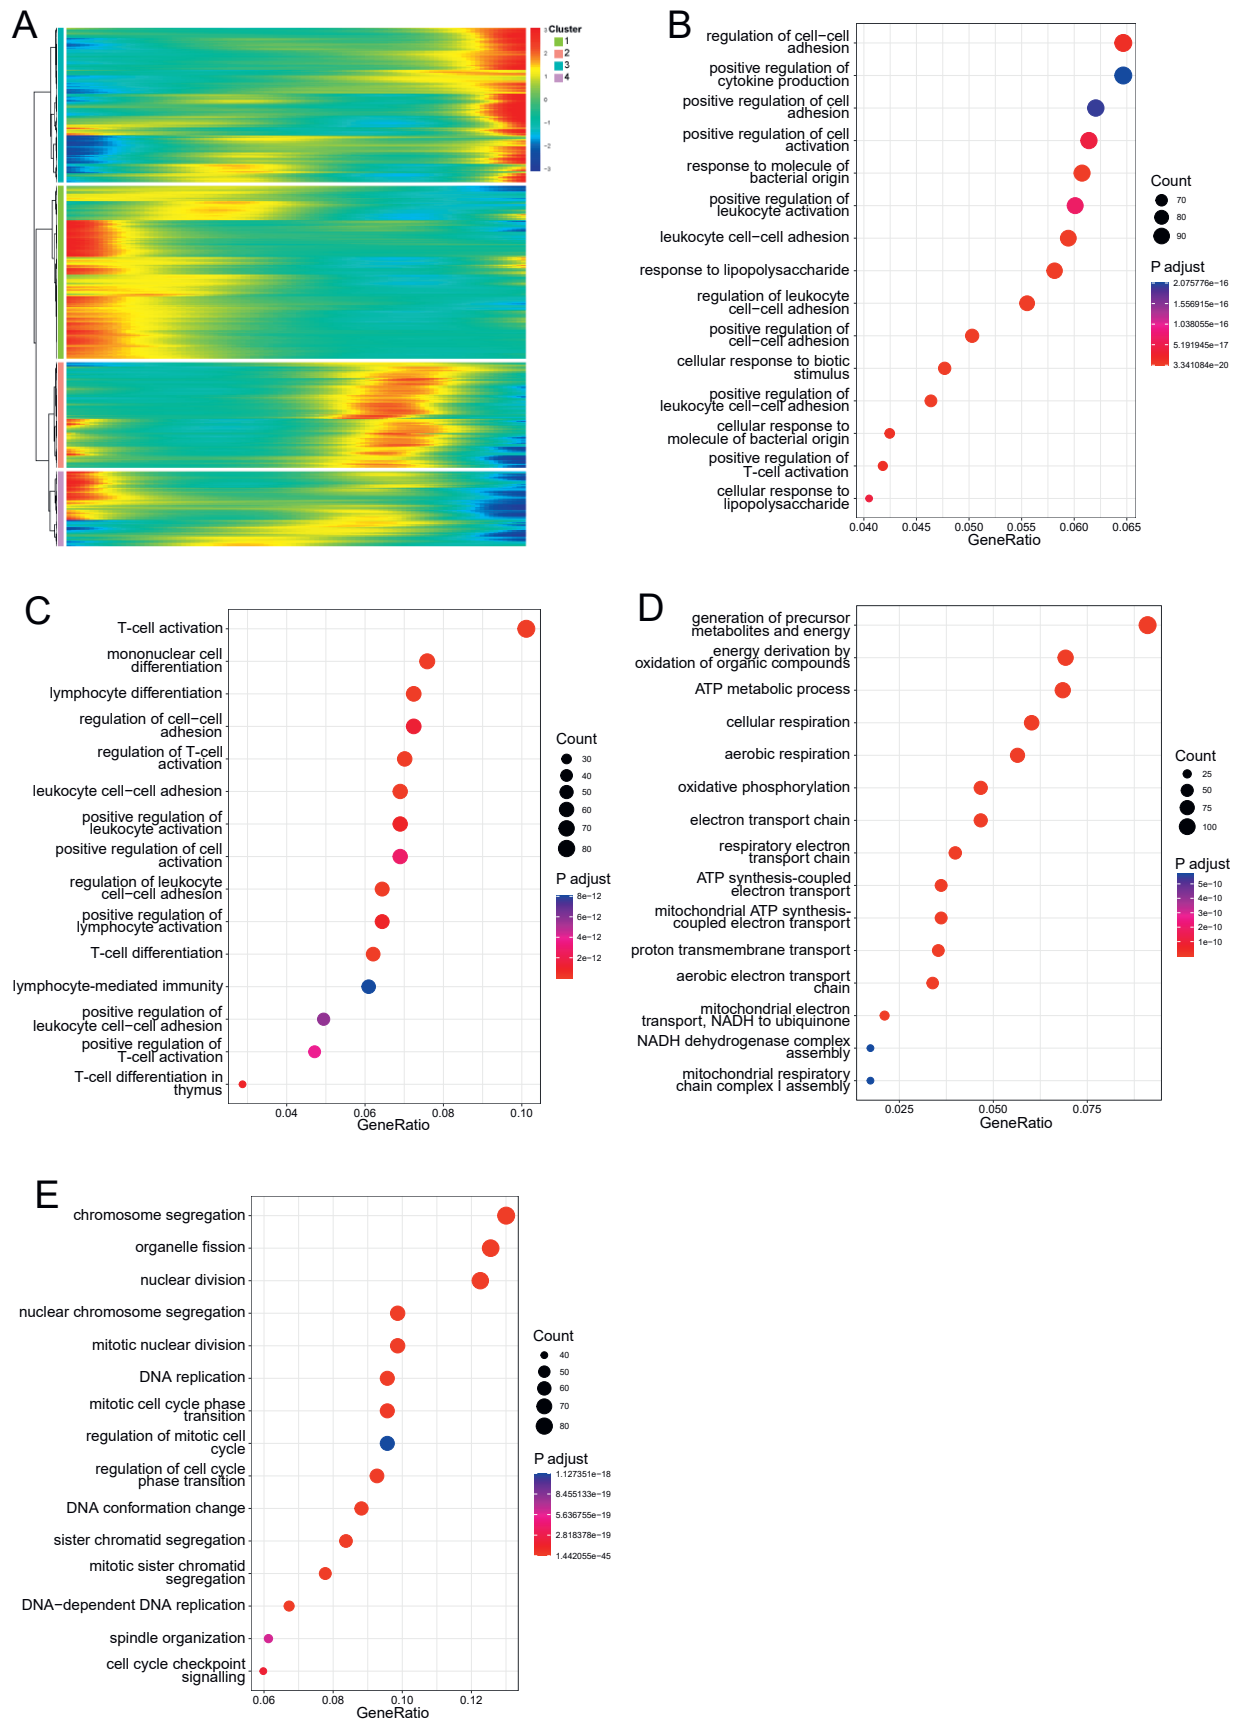 A
Cluster
1
2
3
4
3
2
1
0
−1
−2
−3
B
regulation of cell−cell
adhesion
positive regulation of
cytokine production
positive regulation of cell
adhesion
positive regulation of cell
activation
response to molecule of
bacterial origin
positive regulation of
leukocyte activation
leukocyte cell−cell adhesion
response to lipopolysaccharide
regulation of leukocyte
cell−cell adhesion
positive regulation of
cell−cell adhesion
cellular response to biotic
stimulus
positive regulation of
leukocyte cell−cell adhesion
cellular response to
molecule of bacterial origin
positive regulation of
T-cell activation
cellular response to
lipopolysaccharide
0.040 0.045 0.050 0.055 0.060 0.065
GeneRatio
Count
70
80
90
P adjust
2.075776e−16
1.556915e−16
1.038055e−16
5.191945e−17
3.341084e−20
C
T-cell activation
mononuclear cell
differentiation
lymphocyte differentiation
regulation of cell−cell
adhesion
regulation of T-cell
activation
leukocyte cell−cell adhesion
positive regulation of
leukocyte activation
positive regulation of cell
activation
regulation of leukocyte
cell−cell adhesion
positive regulation of
lymphocyte activation
T-cell differentiation
lymphocyte-mediated immunity
positive regulation of
leukocyte cell−cell adhesion
positive regulation of
T-cell activation
T-cell differentiation in
thymus
0.04 0.06 0.08 0.10
GeneRatio
Count
30
40
50
60
70
80
P adjust
8e−12
6e−12
4e−12
2e−12
D
generation of precursor
metabolites and energy
energy derivation by
oxidation of organic compounds
ATP metabolic process
cellular respiration
aerobic respiration
oxidative phosphorylation
electron transport chain
respiratory electron
transport chain
ATP synthesis-coupled
electron transport
mitochondrial ATP synthesis-
coupled electron transport
proton transmembrane transport
aerobic electron transport
chain
mitochondrial electron
transport, NADH to ubiquinone
NADH dehydrogenase complex
assembly
mitochondrial respiratory
chain complex I assembly
0.025 0.050 0.075
GeneRatio
Count
25
50
75
100
P adjust
5e−10
4e−10
3e−10
2e−10
1e−10
E
chromosome segregation
organelle fission
nuclear division
nuclear chromosome segregation
mitotic nuclear division
DNA replication
mitotic cell cycle phase
transition
regulation of mitotic cell
cycle
regulation of cell cycle
phase transition
DNA conformation change
sister chromatid segregation
mitotic sister chromatid
segregation
DNA−dependent DNA replication
spindle organization
cell cycle checkpoint
signalling
0.06 0.08 0.10 0.12
GeneRatio
Count
40
50
60
70
80
P adjust
1.127351e−18
8.455133e−19
5.636755e−19
2.818378e−19
1.442055e−45